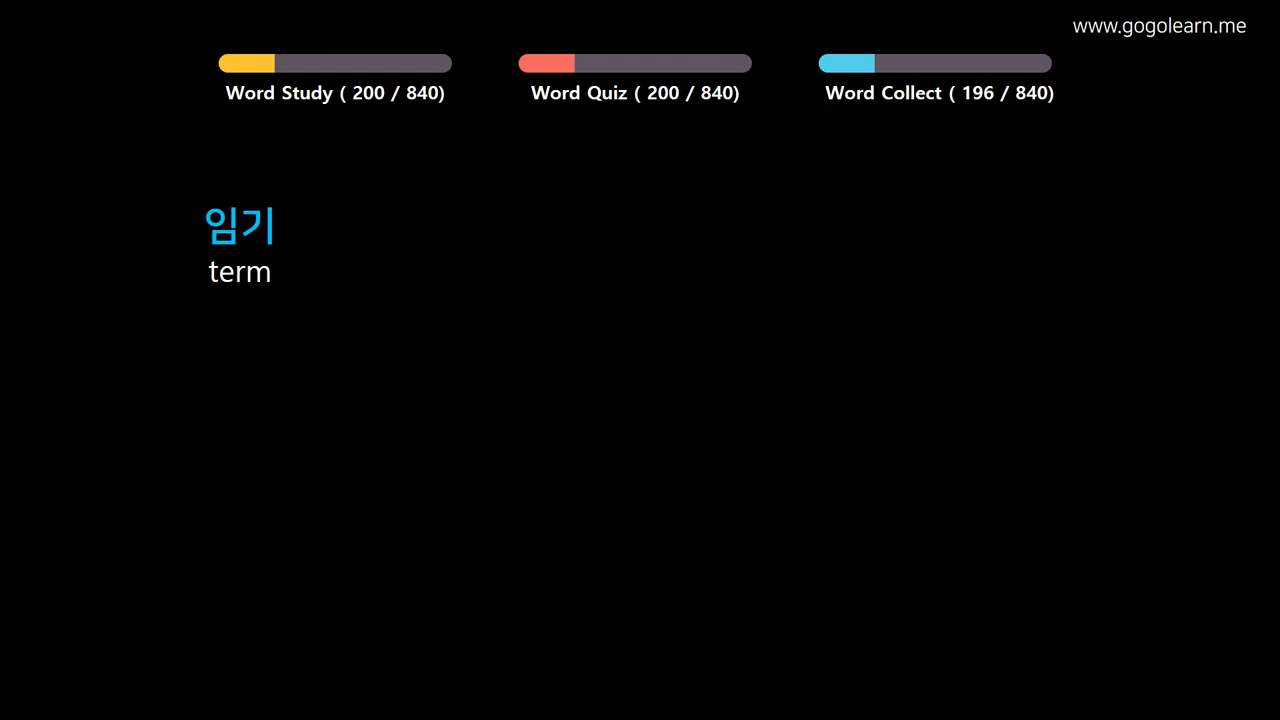 www.gogolearn.me
Word Study ( 200 / 840)
Word Quiz ( 200 / 840)
Word Collect ( 196 / 840)
임기
term